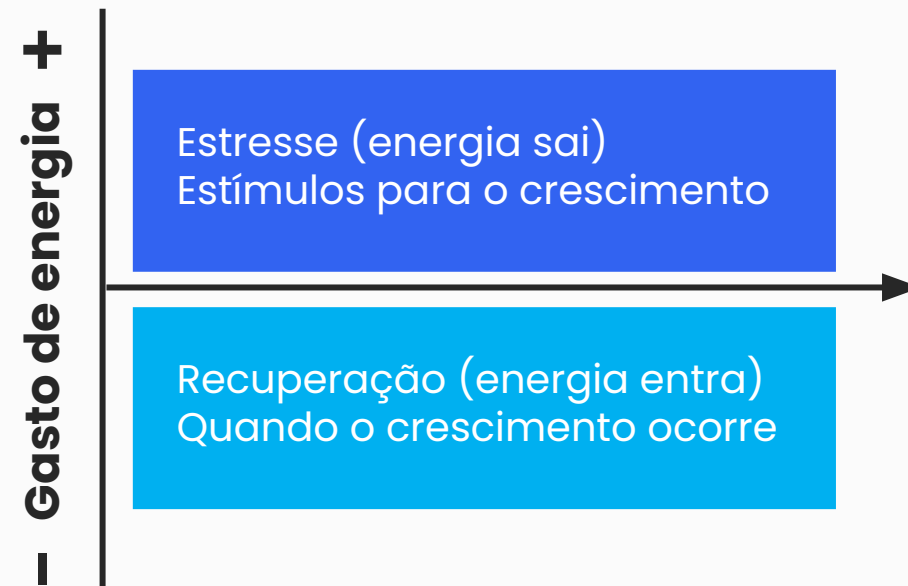 − Gasto de energia +
Estresse (energia sai)
Estímulos para o crescimento
Recuperação (energia entra)
Quando o crescimento ocorre